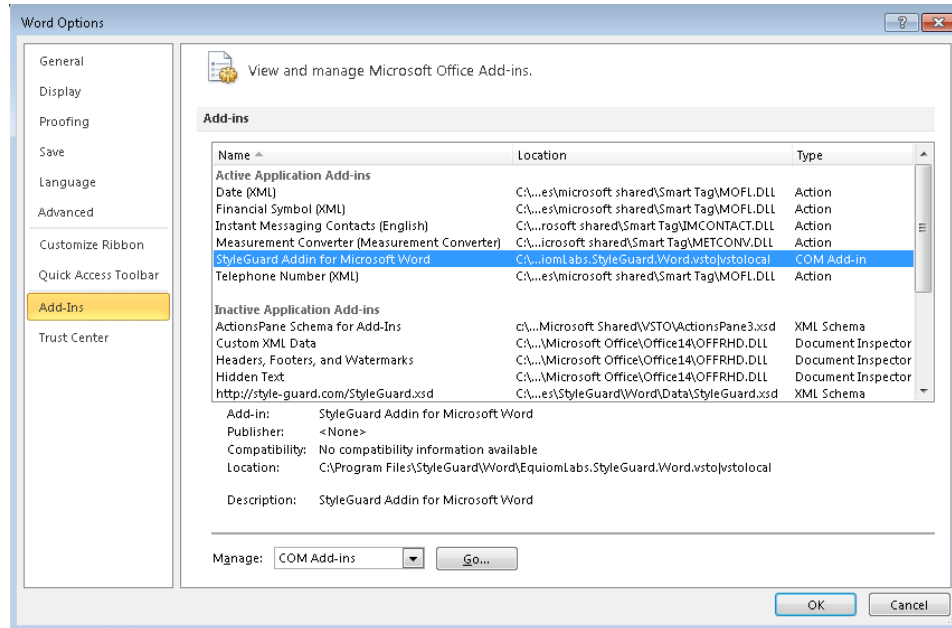 Word Options
General
Display
Proofing
Save
Language
Advanced
Customize Ribbon
Quick Access Toolbar
Add-Ins
Trust Center
View and manage Microsoft Office Add-ins.
Add-ins
Name Location Type
Active Application Add-ins
Date (XML) C:\...es\microsoft shared\Smart Tag\MOFL.DLL Action
Financial Symbol (XML) C:\...es\microsoft shared\Smart Tag\MOFL.DLL Action
Instant Messaging Contacts (English) C:\...rosoft shared\Smart Tag\IMCONTACT.DLL Action
Measurement Converter (Measurement Converter) C:\...icrosoft shared\Smart Tag\METCONV.DLL Action
StyleGuard Addin for Microsoft Word C:\...iomLabs.StyleGuard.Word.vsto|vstolocal COM Add-in
Telephone Number (XML) C:\...es\microsoft shared\Smart Tag\MOFL.DLL Action
Inactive Application Add-ins
ActionsPane Schema for Add-Ins c:\...Microsoft Shared\VSTO\ActionsPane3.xsd XML Schema
Custom XML Data C:\...\Microsoft Office\Office14\OFFRHD.DLL Document Inspector
Headers, Footers, and Watermarks C:\...\Microsoft Office\Office14\OFFRHD.DLL Document Inspector
Hidden Text C:\...\Microsoft Office\Office14\OFFRHD.DLL Document Inspector
http://style-guard.com/StyleGuard.xsd C:\...es\StyleGuard\Word\Data\StyleGuard.xsd XML Schema
Add-in: StyleGuard Addin for Microsoft Word
Publisher: <None>
Compatibility: No compatibility information available
Location: C:\Program Files\StyleGuard\Word\EquiomLabs.StyleGuard.Word.vsto|vstolocal
Description: StyleGuard Addin for Microsoft Word
Manage: COM Add-ins Go...
OK Cancel